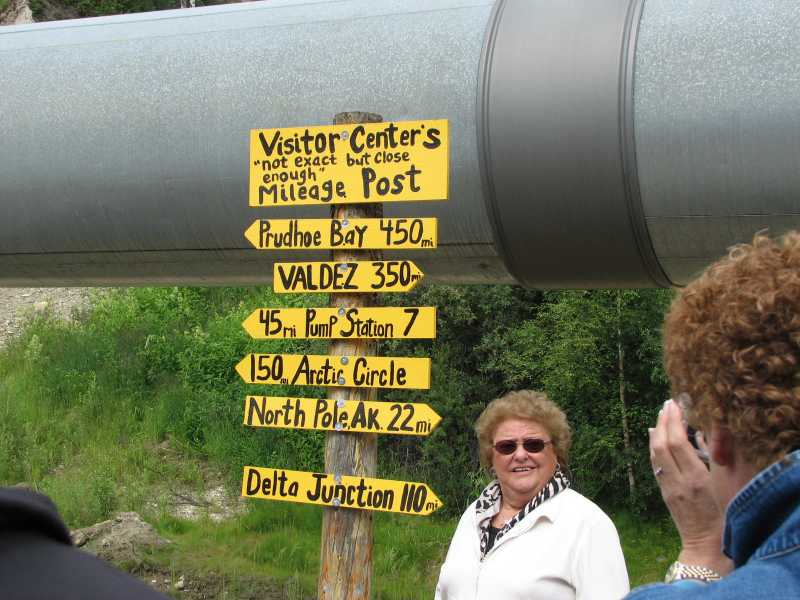 Visitor Center's
"not exact but close
enough"
Mileage Post
Prudhoe Bay 450mi
VALDEZ 350mi
45mi Pump Station 7
150mi Arctic Circle
North Pole AK. 22mi
Delta Junction 110mi